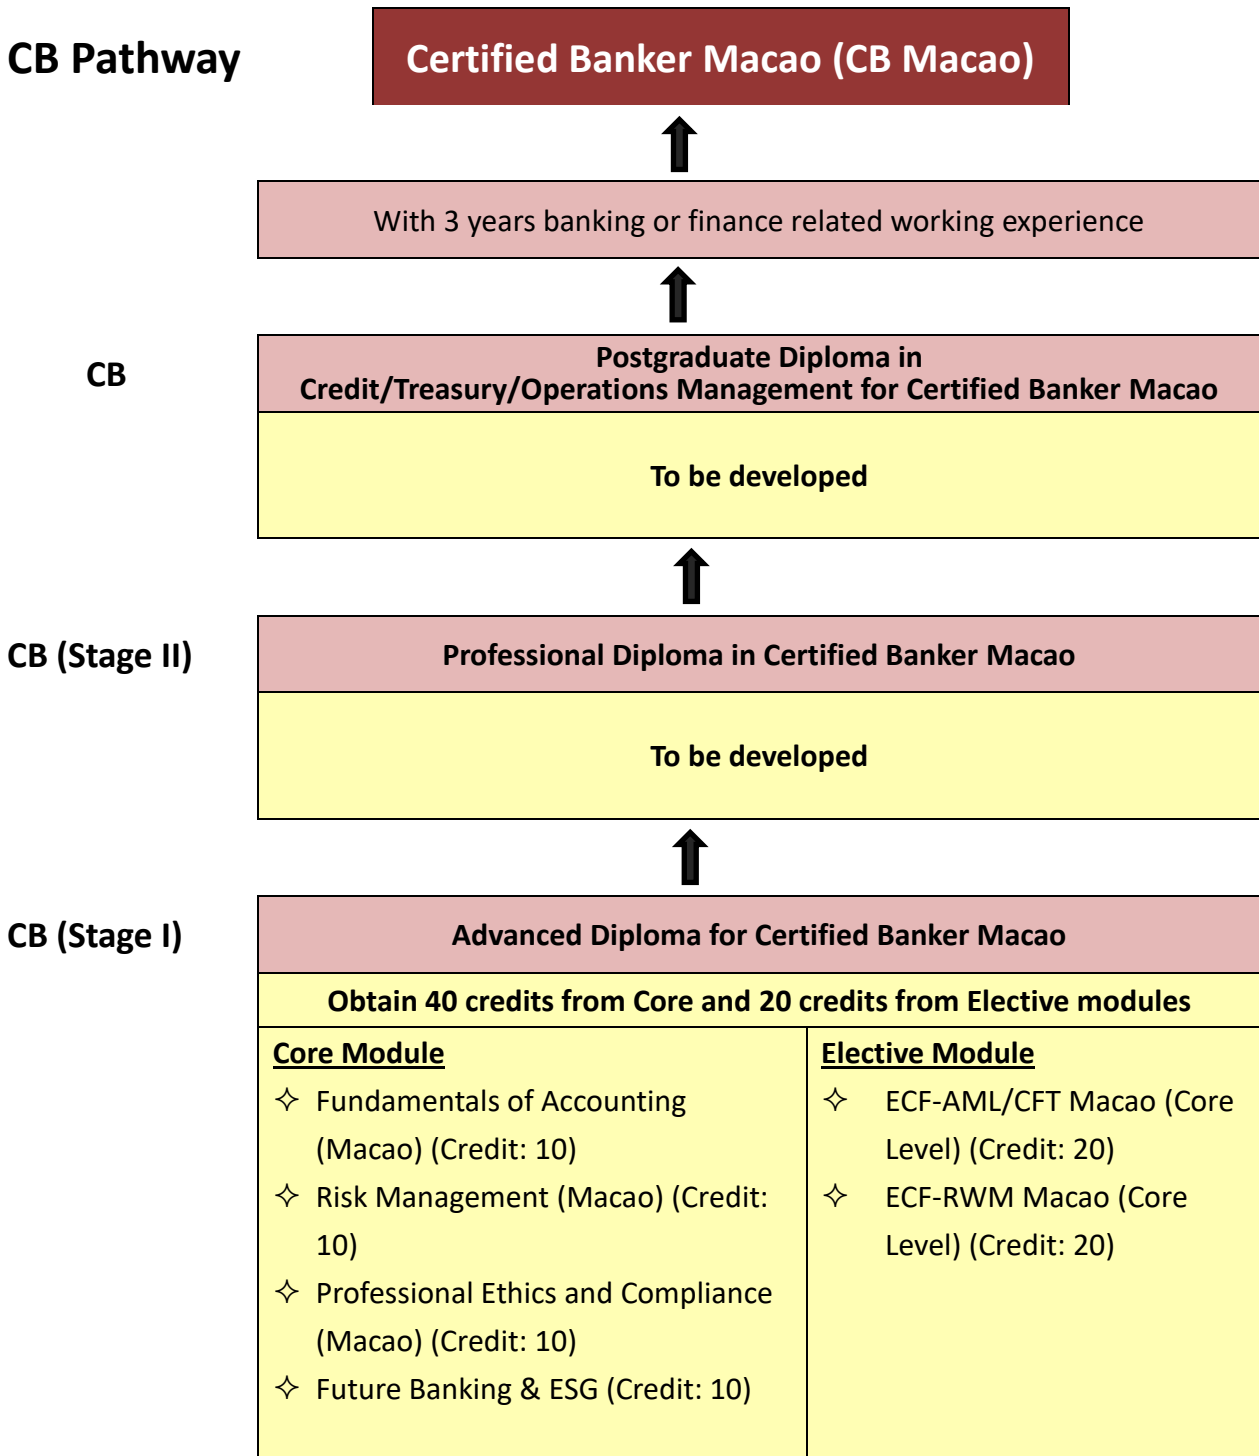 CB Pathway
Certified Banker Macao (CB Macao)
With 3 years banking or finance related working experience
CB
Postgraduate Diploma in
Credit/Treasury/Operations Management for Certified Banker Macao
To be developed
CB (Stage II)
Professional Diploma in Certified Banker Macao
To be developed
CB (Stage I)
Advanced Diploma for Certified Banker Macao
Obtain 40 credits from Core and 20 credits from Elective modules
Core Module
✧ Fundamentals of Accounting
(Macao) (Credit: 10)
✧ Risk Management (Macao) (Credit:
10)
✧ Professional Ethics and Compliance
(Macao) (Credit: 10)
✧ Future Banking & ESG (Credit: 10)
Elective Module
✧ ECF-AML/CFT Macao (Core
Level) (Credit: 20)
✧ ECF-RWM Macao (Core
Level) (Credit: 20)